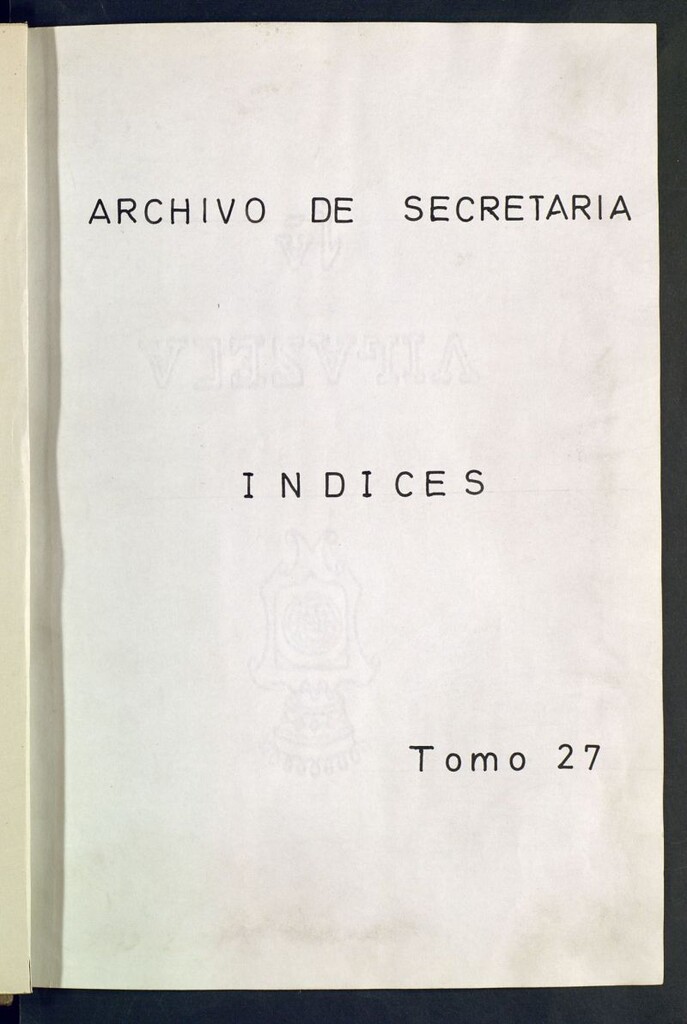 ARCHIVO DE SECRETARIA
INDICES
Tomo 27